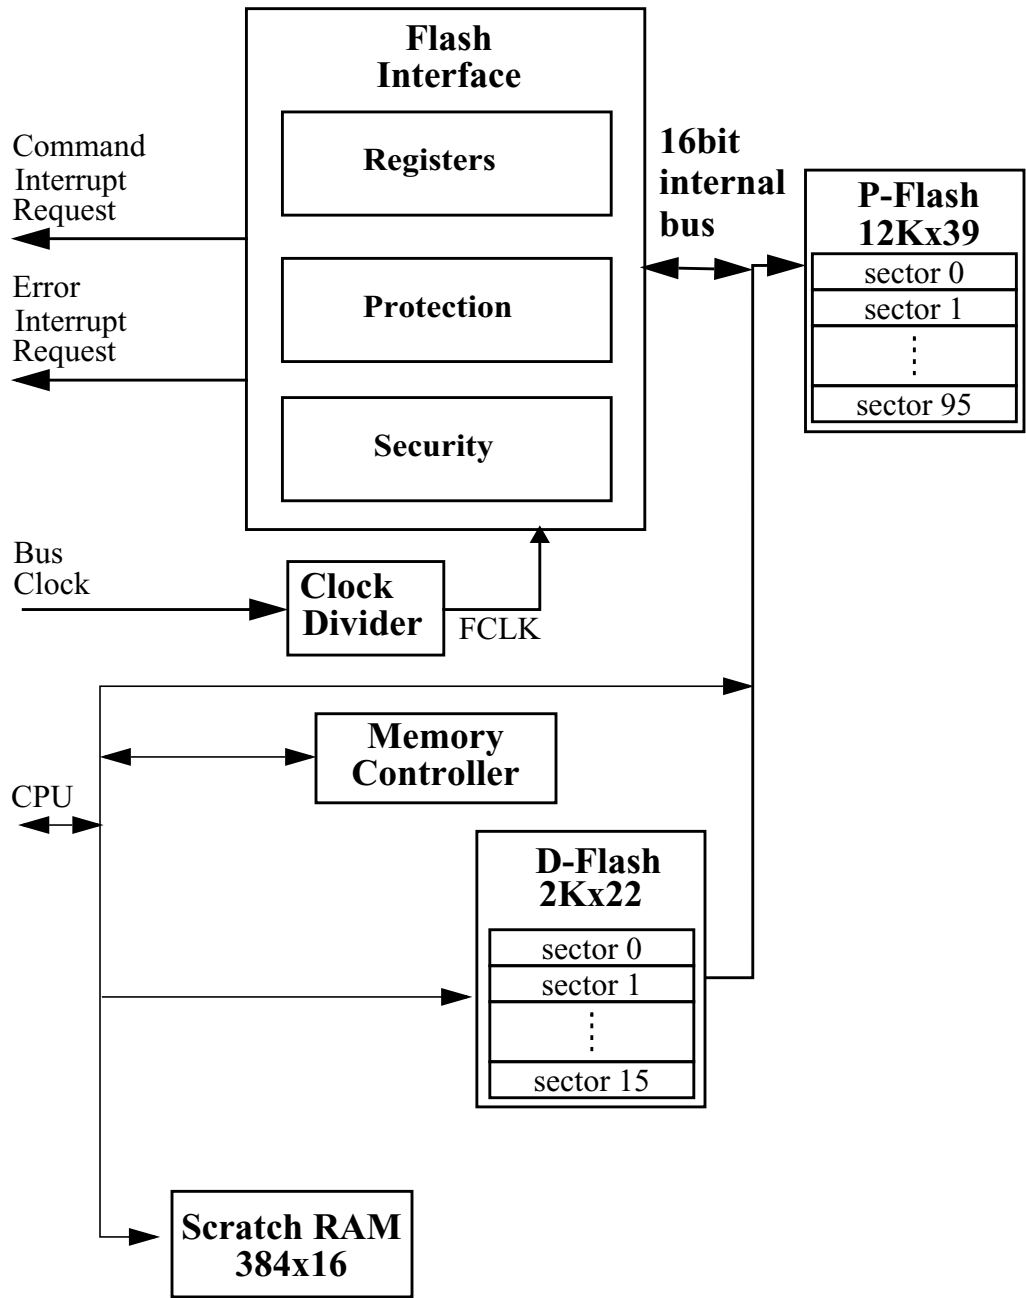 Flash
Interface
Registers
Protection
Security
Command
Interrupt
Request
Error
Interrupt
Request
16bit
internal
bus
P-Flash
12Kx39
sector 0
sector 1
sector 95
Bus
Clock
Clock
Divider
FCLK
Memory
Controller
CPU
D-Flash
2Kx22
sector 0
sector 1
sector 15
Scratch RAM
384x16